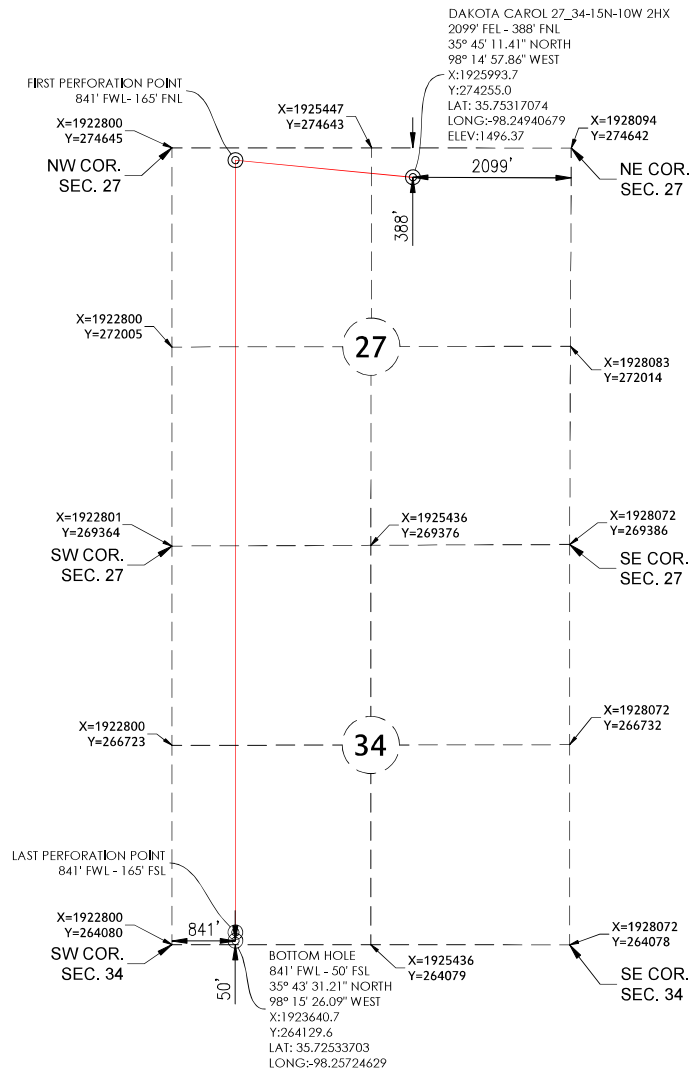 DAKOTA CAROL 27_34-15N-10W 2HX
2099' FEL - 388' FNL
35° 45' 11.41" NORTH
98° 14' 57.86" WEST
X:1925993.7
Y:274255.0
LAT: 35.75317074
LONG:-98.24940679
ELEV:1496.37
FIRST PERFORATION POINT
841' FWL- 165' FNL
X=1922800
Y=274645
X=1925447
Y=274643
X=1928094
Y=274642
NW COR.
SEC. 27
2099'
NE COR.
SEC. 27
388'
X=1922800
Y=272005
27
X=1928083
Y=272014
X=1922801
Y=269364
X=1925436
Y=269376
X=1928072
Y=269386
SW COR.
SEC. 27
SE COR.
SEC. 27
X=1922800
Y=266723
34
X=1928072
Y=266732
LAST PERFORATION POINT
841' FWL - 165' FSL
X=1922800
Y=264080
841'
X=1928072
Y=264078
SW COR.
SEC. 34
50'
BOTTOM HOLE
841' FWL - 50' FSL
35° 43' 31.21" NORTH
98° 15' 26.09" WEST
X:1923640.7
Y:264129.6
LAT: 35.72533703
LONG:-98.25724629
X=1925436
Y=264079
SE COR.
SEC. 34